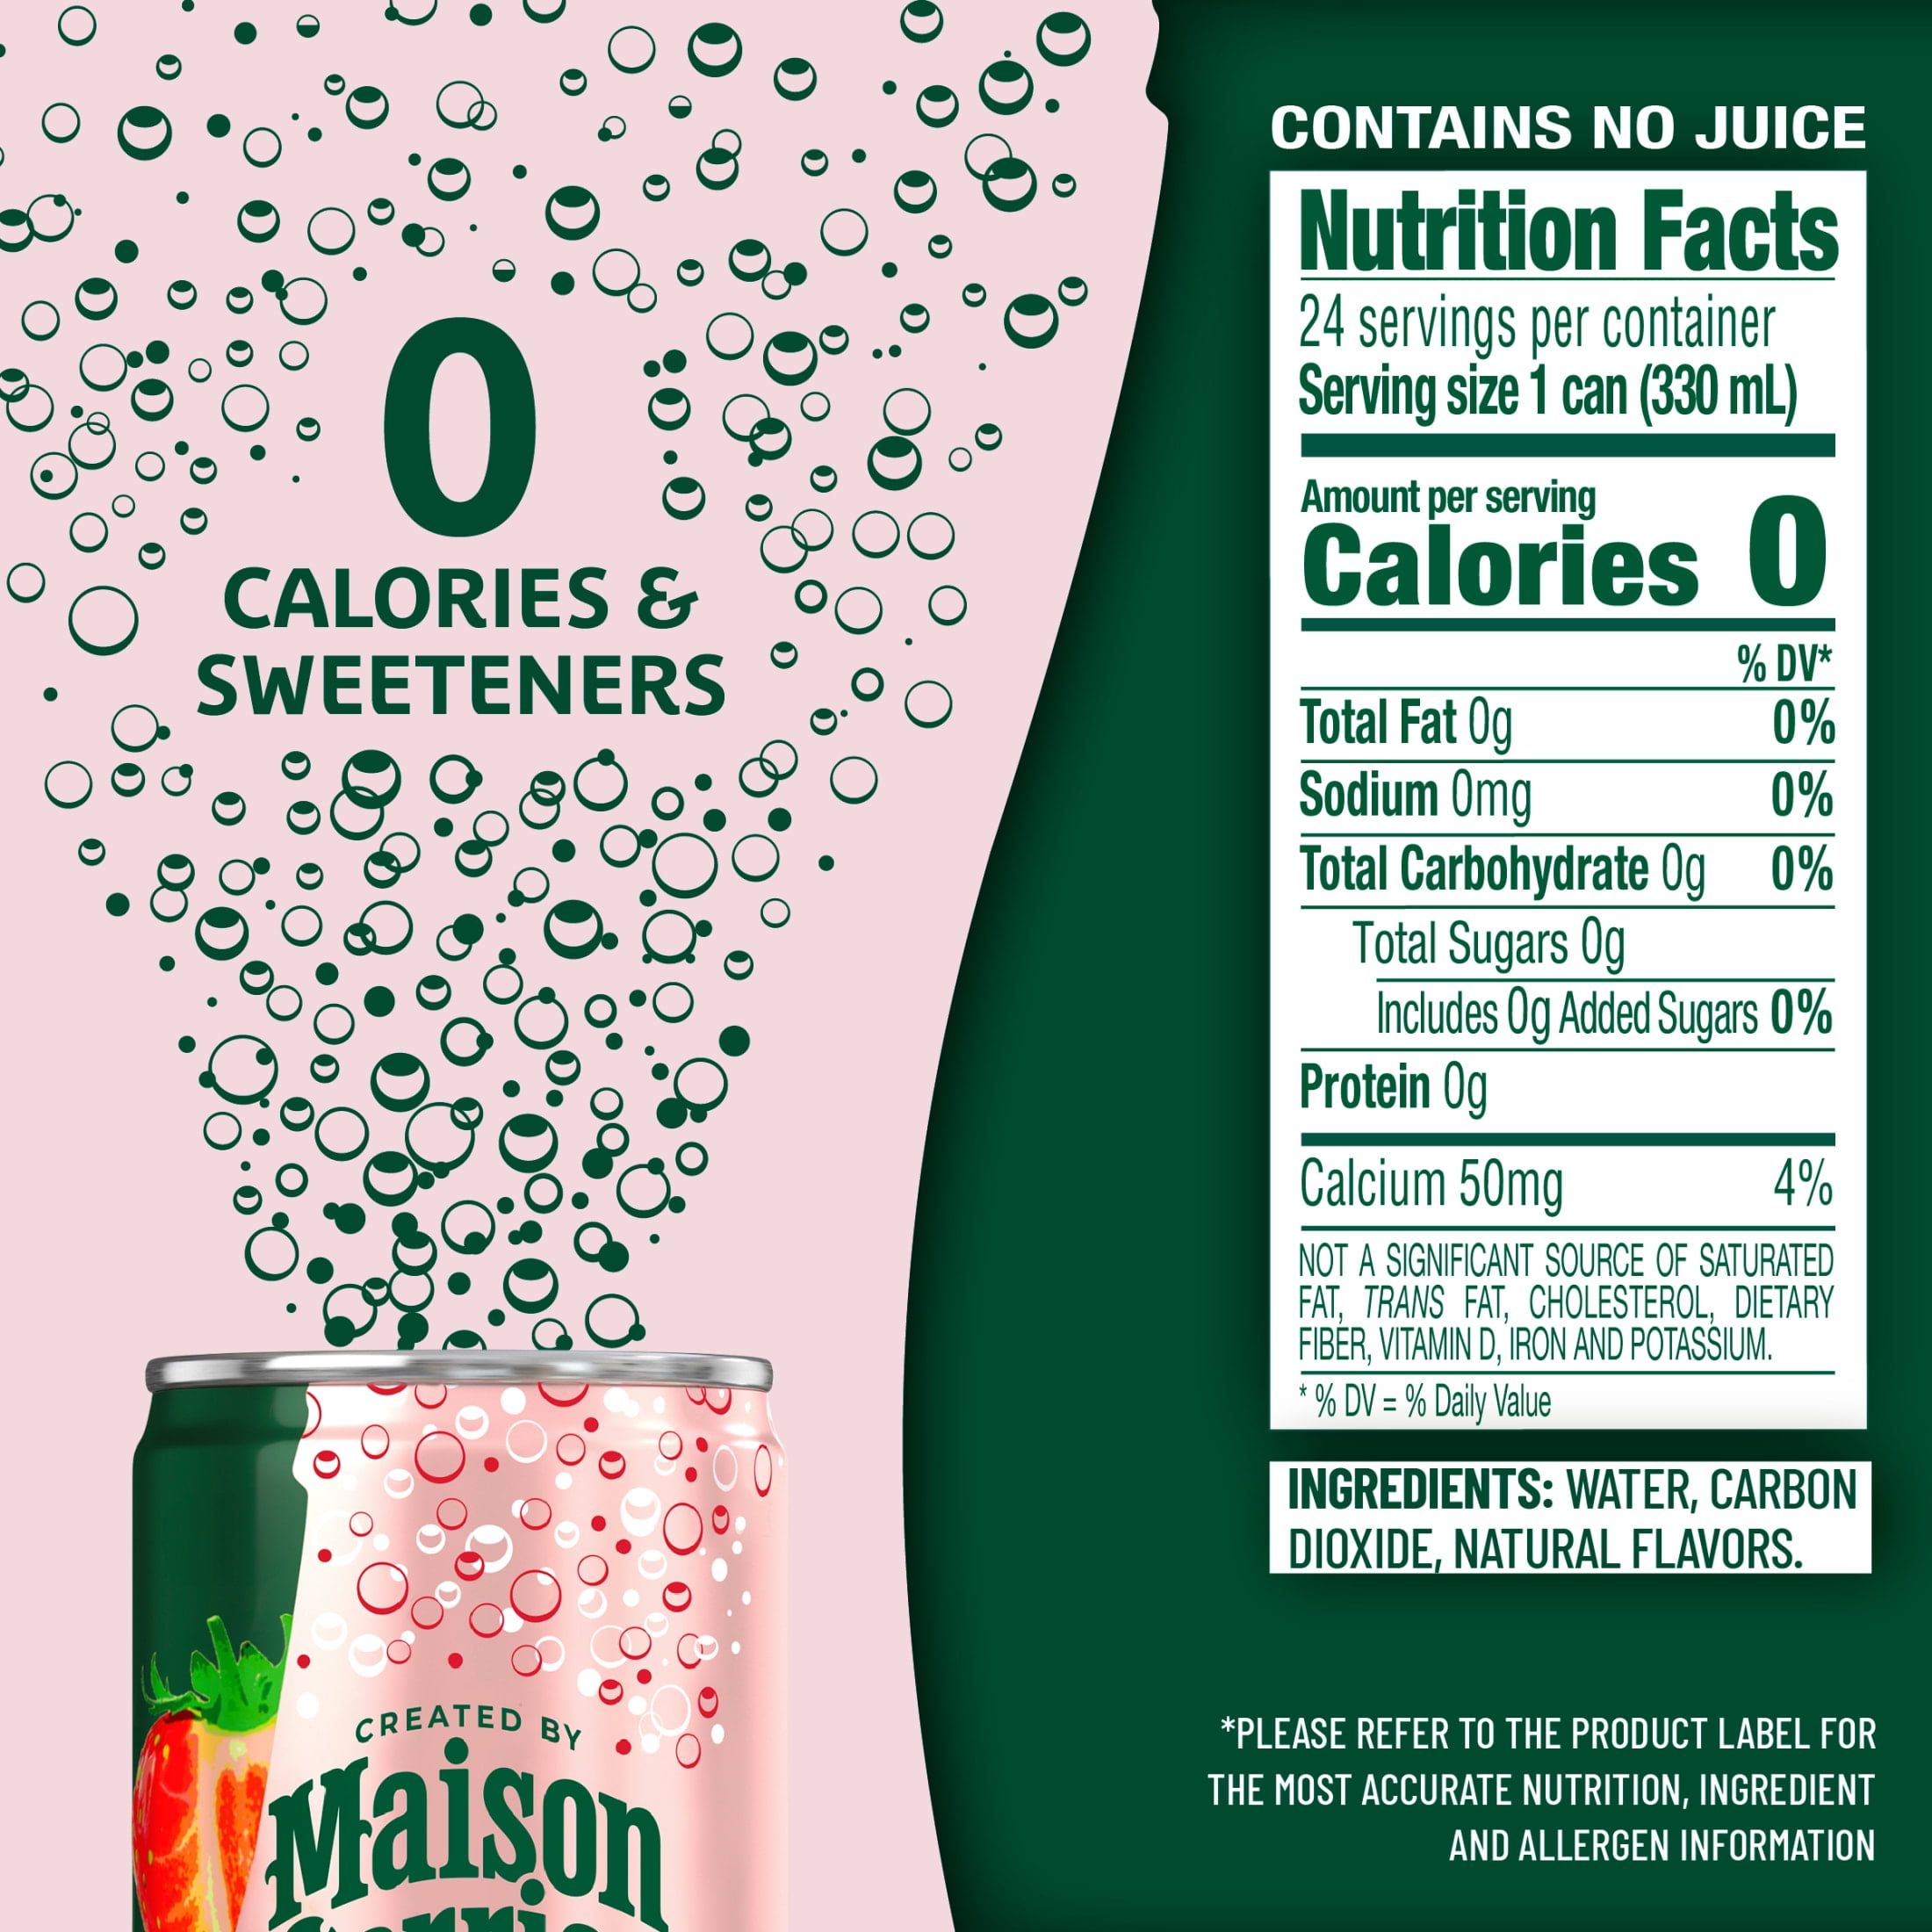 0
CALORIES &
SWEETENERS
CREATED BY
Maison
CONTAINS NO JUICE
Nutrition Facts
24 servings per container
Serving size 1 can (330 mL)
Amount per serving
Calories 0
% DV*
Total Fat 0g 0%
Sodium 0mg 0%
Total Carbohydrate 0g 0%
Total Sugars 0g
Includes 0g Added Sugars 0%
Protein 0g
Calcium 50mg 4%
NOT A SIGNIFICANT SOURCE OF SATURATED
FAT, TRANS FAT, CHOLESTEROL, DIETARY
FIBER, VITAMIN D, IRON AND POTASSIUM.
* % DV = % Daily Value
INGREDIENTS: WATER, CARBON
DIOXIDE, NATURAL FLAVORS.
*PLEASE REFER TO THE PRODUCT LABEL FOR
THE MOST ACCURATE NUTRITION, INGREDIENT
AND ALLERGEN INFORMATION